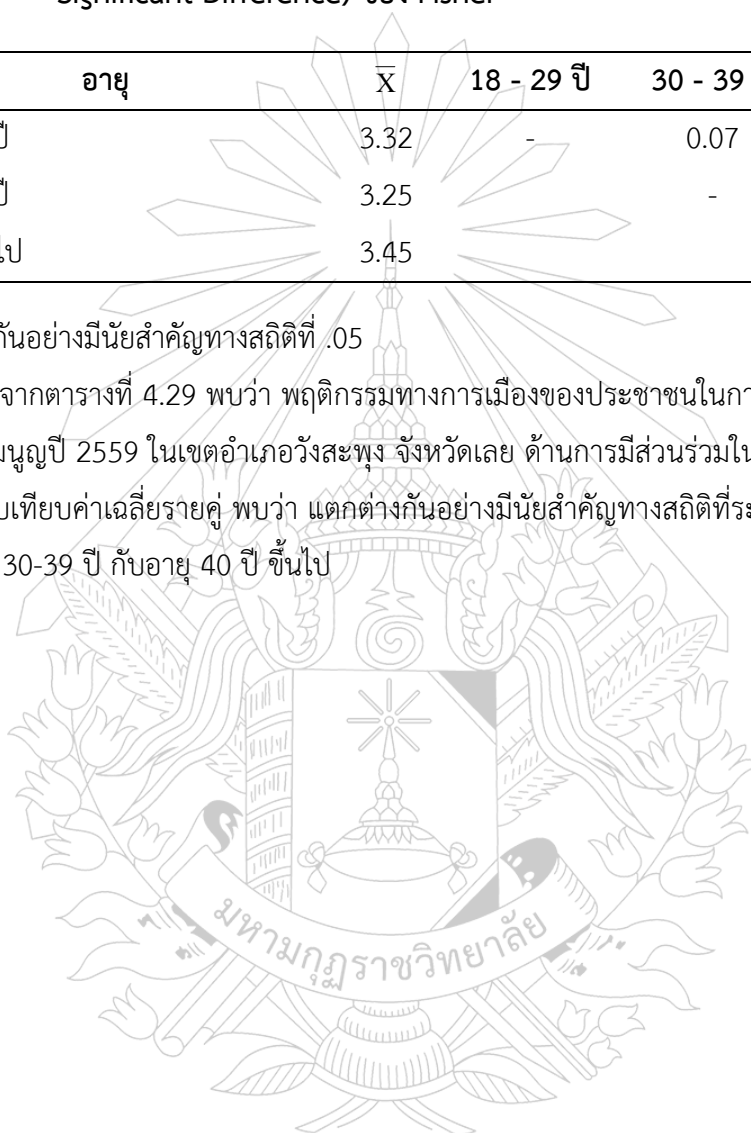 Significant Difference) ของ Fisher
อายุ X̅ 18 - 29 ปี 30 - 39
ปี 3.32 - 0.07
ปี 3.25 -
ไป 3.45
กันอย่างมีนัยสำคัญทางสถิติที่ .05
จากตารางที่ 4.29 พบว่า พฤติกรรมทางการเมืองของประชาชนในกา
มนูญปี 2559 ในเขตอำเภอวังสะพุง จังหวัดเลย ด้านการมีส่วนร่วมใน
บเทียบค่าเฉลี่ยรายคู่ พบว่า แตกต่างกันอย่างมีนัยสำคัญทางสถิติที่ระ
30-39 ปี กับอายุ 40 ปี ขึ้นไป
มหามกุฏราชวิทยาลัย